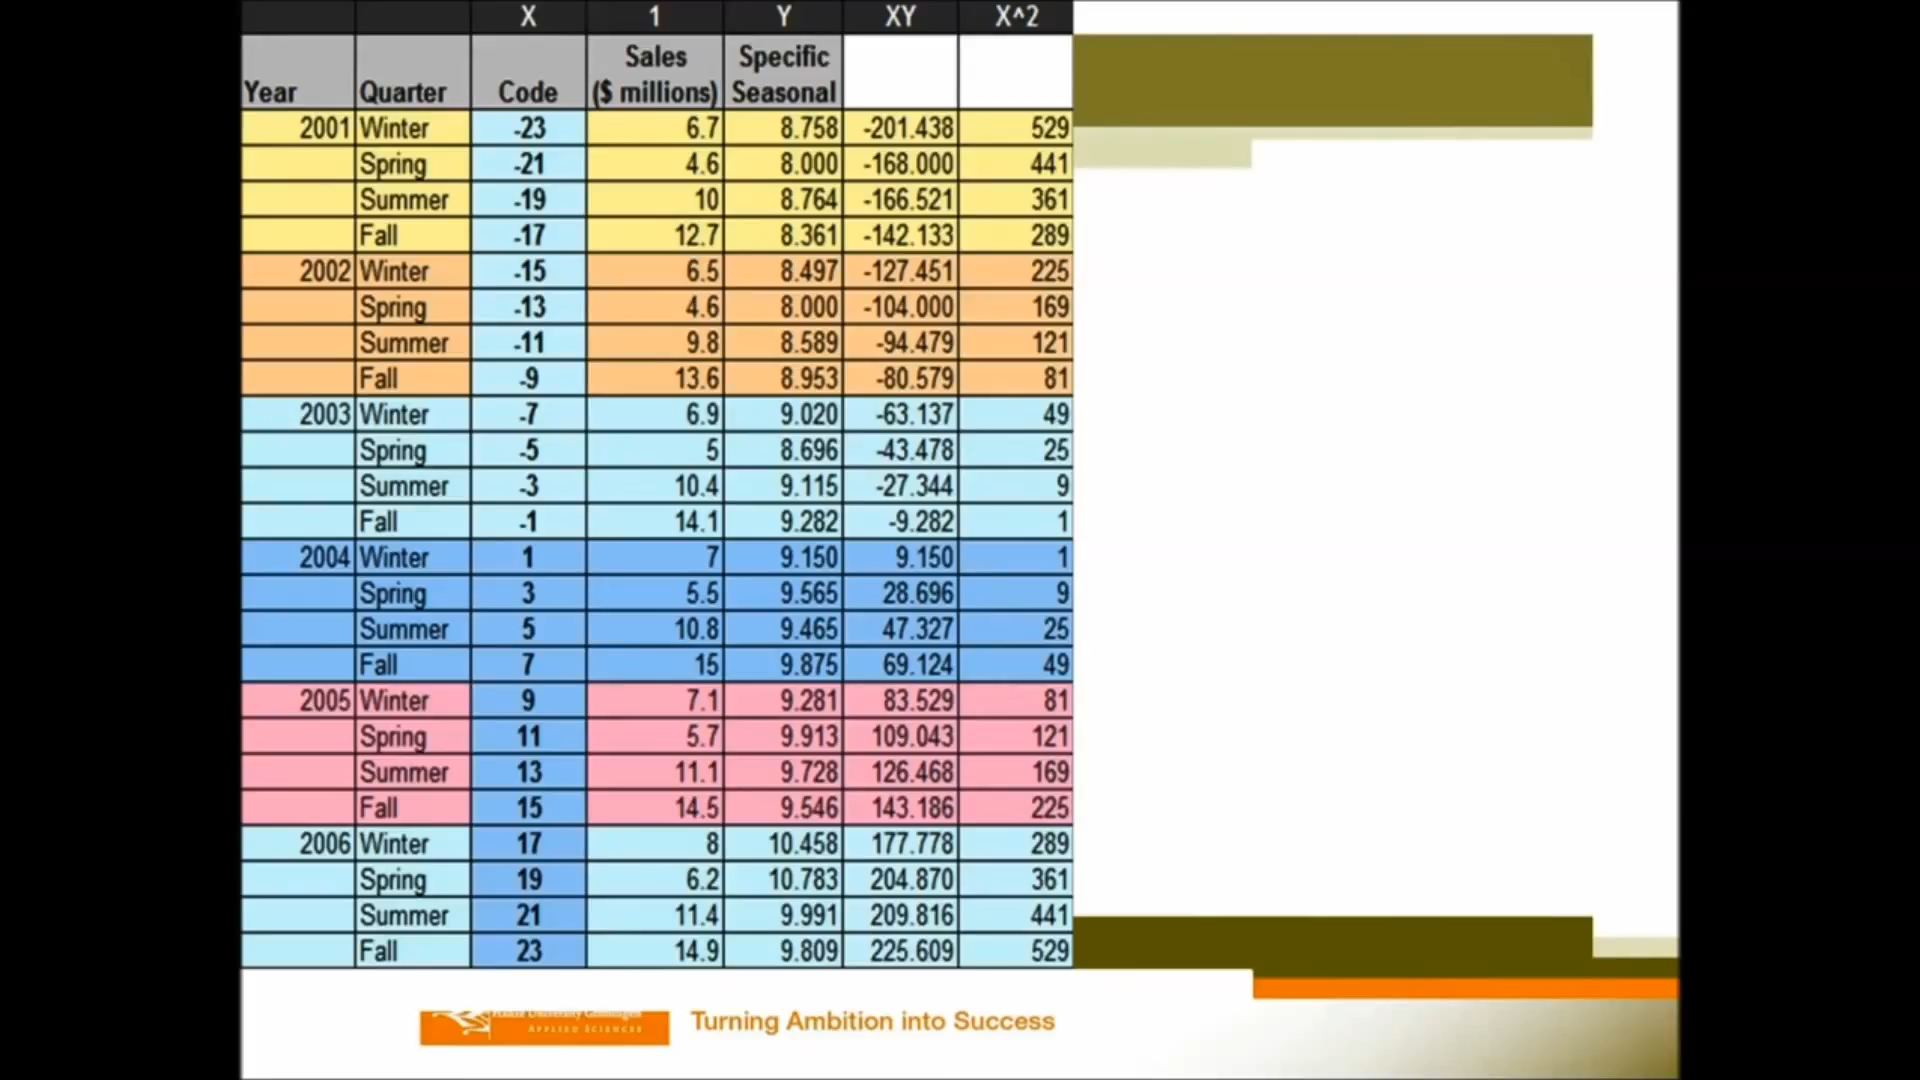 X 1 Y XY X^2
Year Quarter Code Sales ($ millions) Specific Seasonal
2001 Winter -23 6.7 8.758 -201.438 529
Spring -21 4.6 8.000 -168.000 441
Summer -19 10 8.764 -166.521 361
Fall -17 12.7 8.361 -142.133 289
2002 Winter -15 6.5 8.497 -127.451 225
Spring -13 4.6 8.000 -104.000 169
Summer -11 9.8 8.589 -94.479 121
Fall -9 13.6 8.953 -80.579 81
2003 Winter -7 6.9 9.020 -63.137 49
Spring -5 5 8.696 -43.478 25
Summer -3 10.4 9.115 -27.344 9
Fall -1 14.1 9.282 -9.282 1
2004 Winter 1 7 9.150 9.150 1
Spring 3 5.5 9.565 28.696 9
Summer 5 10.8 9.465 47.327 25
Fall 7 15 9.875 69.124 49
2005 Winter 9 7.1 9.281 83.529 81
Spring 11 5.7 9.913 109.043 121
Summer 13 11.1 9.728 126.468 169
Fall 15 14.5 9.546 143.186 225
2006 Winter 17 8 10.458 177.778 289
Spring 19 6.2 10.783 204.870 361
Summer 21 11.4 9.991 209.816 441
Fall 23 14.9 9.809 225.609 529
Hanze University Groningen
APPLIED SCIENCES
Turning Ambition into Success